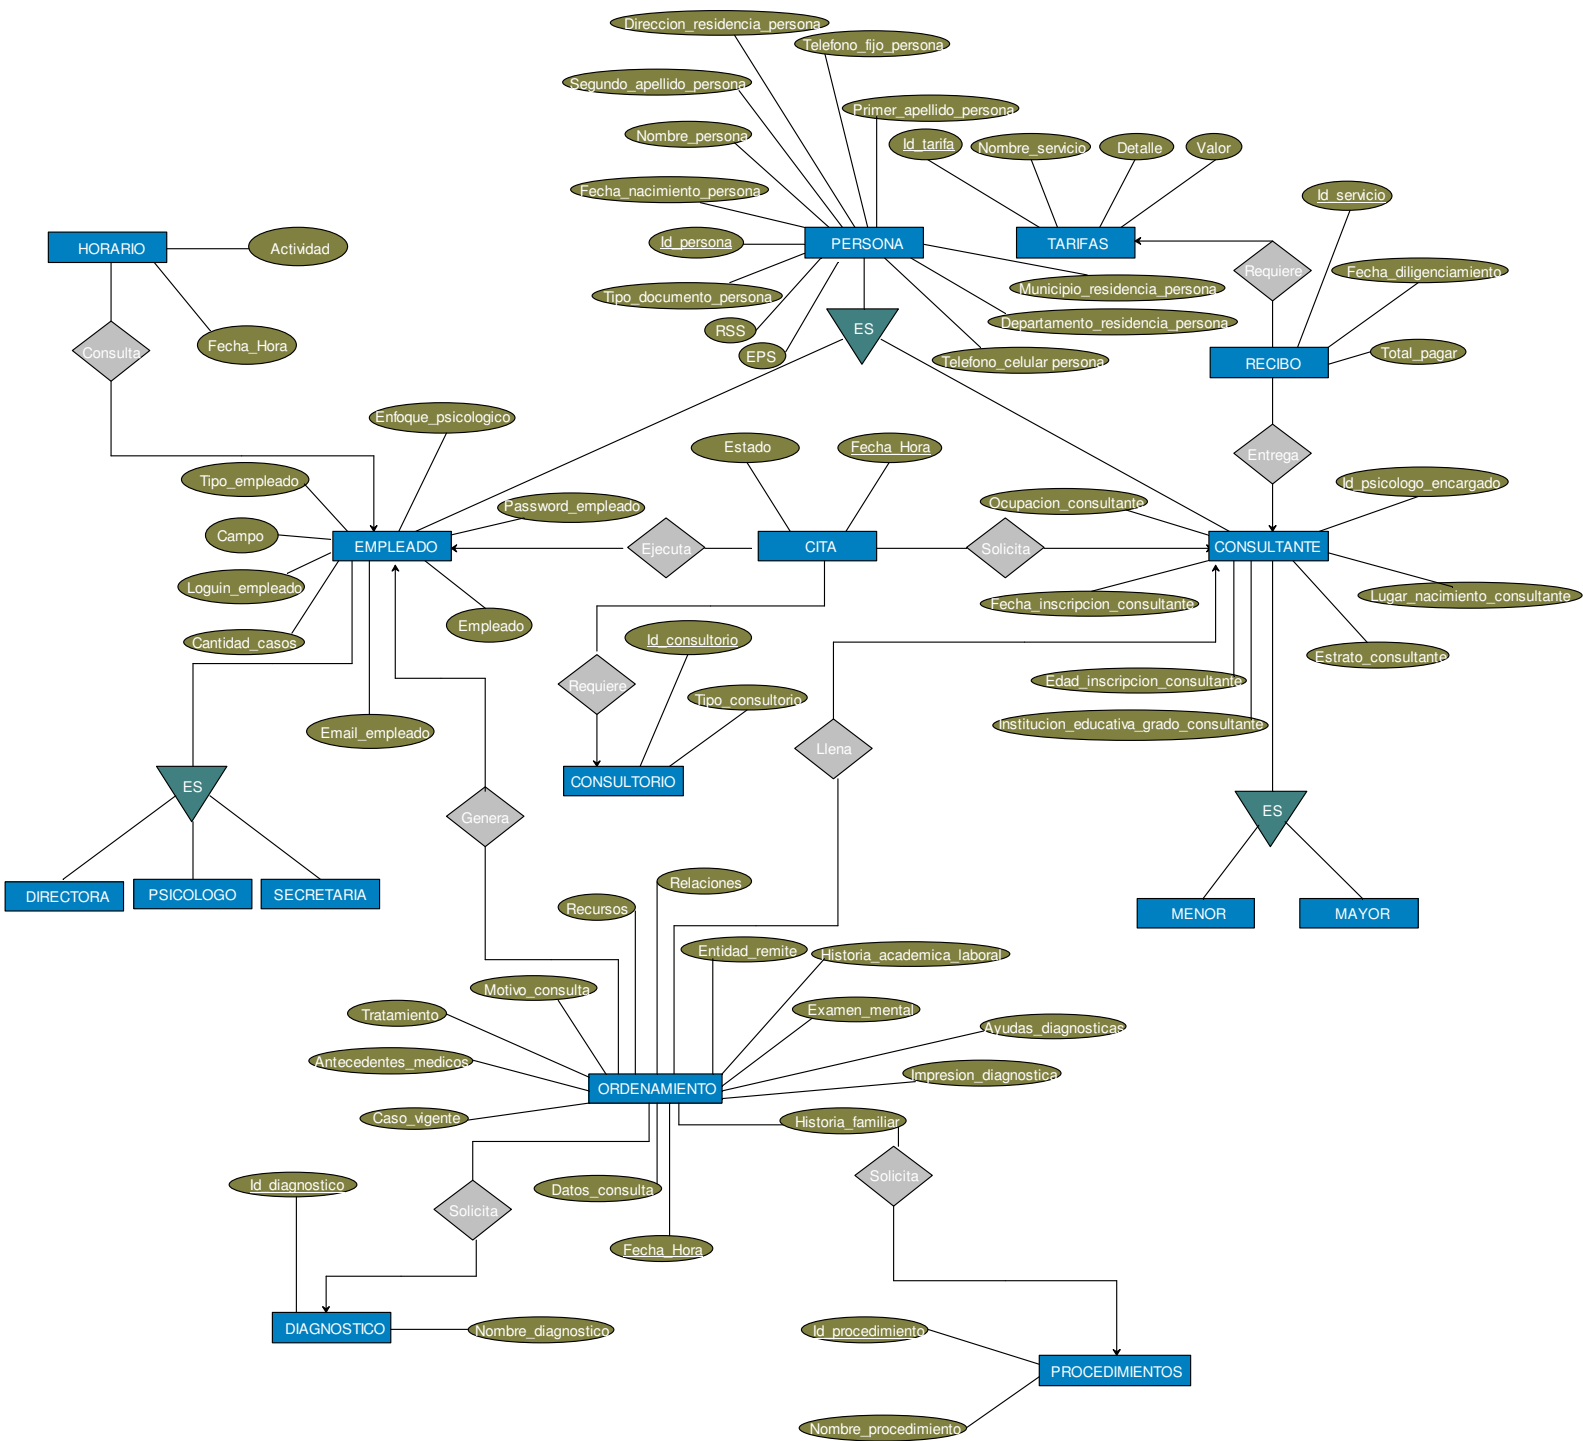 Direccion_residencia_persona
Telefono_fijo_persona
Segundo_apellido_persona
Primer_apellido_persona
Nombre_persona
Id_tarifa
Nombre_servicio
Detalle
Valor
Fecha_nacimiento_persona
Id_servicio
HORARIO
Actividad
Id_persona
PERSONA
TARIFAS
Requiere
Fecha_diligenciamiento
Municipio_residencia_persona
Tipo_documento_persona
Departamento_residencia_persona
RSS
ES
Consulta
Fecha_Hora
EPS
Telefono_celular persona
RECIBO
Total_pagar
Enfoque_psicologico
Estado
Fecha_Hora
Entrega
Tipo_empleado
Id_psicologo_encargado
Password_empleado
Ocupacion_consultante
Campo
EMPLEADO
Ejecuta
CITA
Solicita
CONSULTANTE
Loguin_empleado
Lugar_nacimiento_consultante
Fecha_inscripcion_consultante
Empleado
Cantidad_casos
Id_consultorio
Estrato_consultante
Requiere
Edad_inscripcion_consultante
Tipo_consultorio
Institucion_educativa_grado_consultante
Email_empleado
Llena
CONSULTORIO
ES
Genera
ES
Relaciones
DIRECTORA
PSICOLOGO
SECRETARIA
Recursos
MENOR
MAYOR
Entidad_remite
Historia_academica_laboral
Motivo_consulta
Tratamiento
Examen_mental
Ayudas_diagnosticas
Antecedentes_medicos
Impresion_diagnostica
ORDENAMIENTO
Caso_vigente
Historia_familiar
Solicita
Id_diagnostico
Datos_consulta
Solicita
Fecha_Hora
DIAGNOSTICO
Nombre_diagnostico
Id_procedimiento
PROCEDIMIENTOS
Nombre_procedimiento